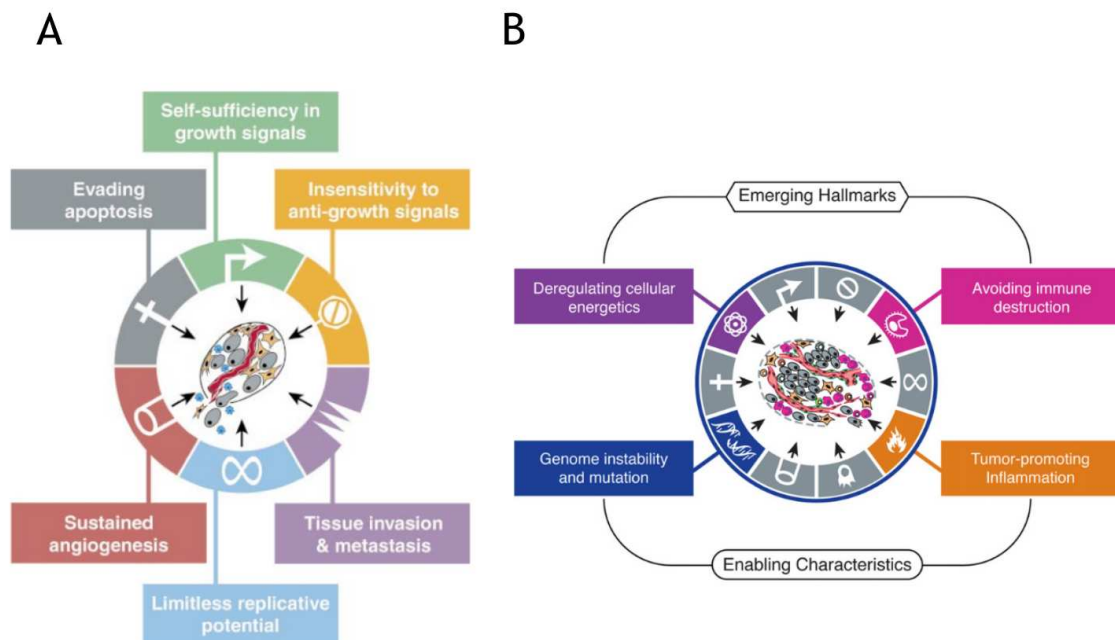 A
Self-sufficiency in
growth signals
Evading
apoptosis
Insensitivity to
anti-growth signals
Sustained
angiogenesis
Tissue invasion
& metastasis
Limitless replicative
potential
B
Emerging Hallmarks
Deregulating cellular
energetics
Avoiding immune
destruction
Genome instability
and mutation
Tumor-promoting
Inflammation
Enabling Characteristics